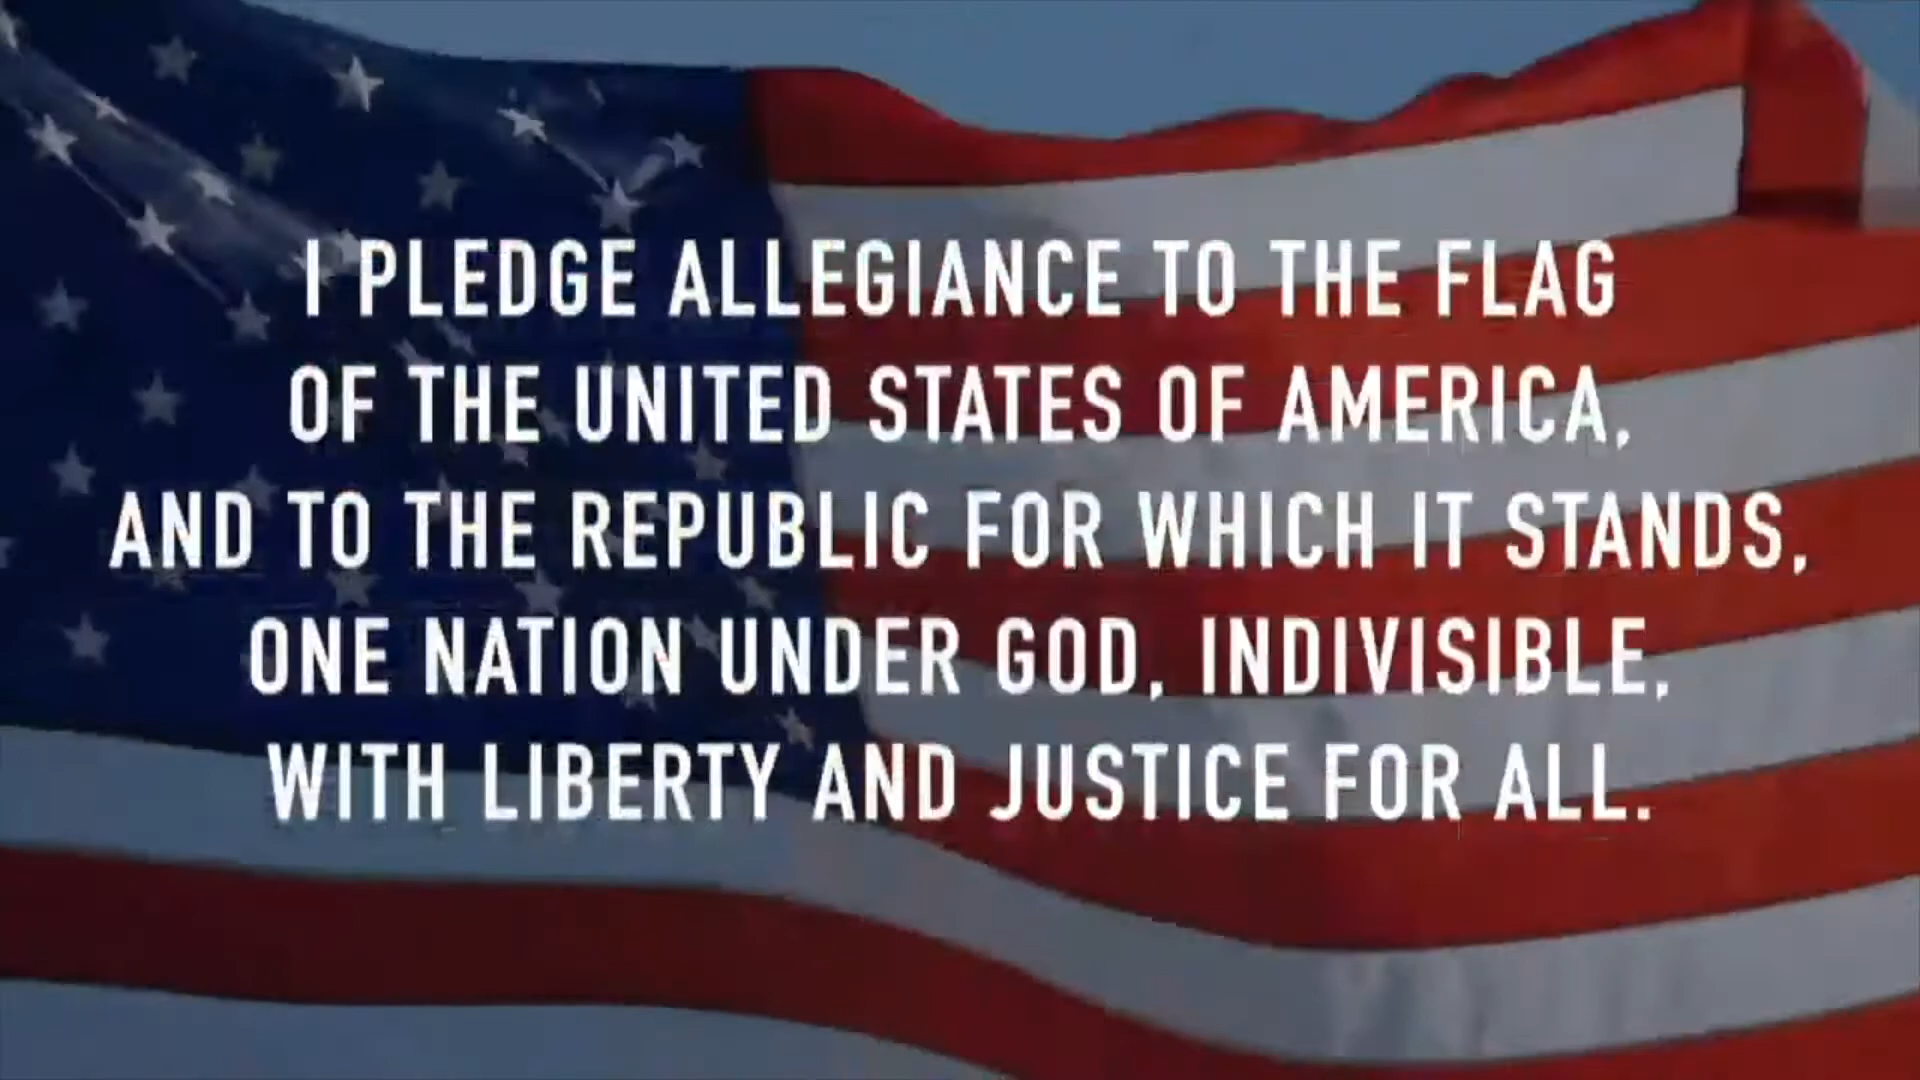 I PLEDGE ALLEGIANCE TO THE FLAG
OF THE UNITED STATES OF AMERICA,
AND TO THE REPUBLIC FOR WHICH IT STANDS,
ONE NATION UNDER GOD, INDIVISIBLE,
WITH LIBERTY AND JUSTICE FOR ALL.